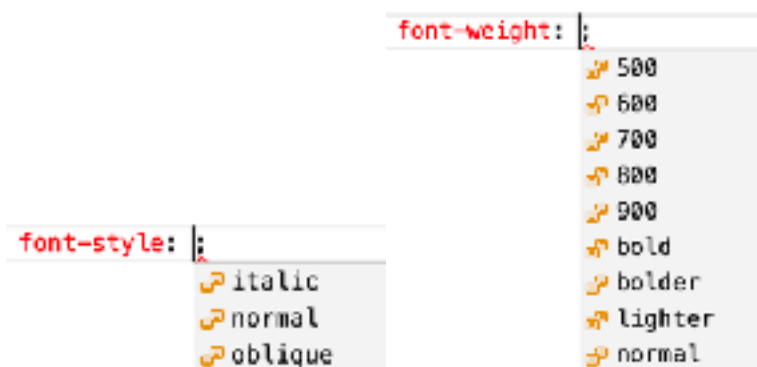 font-weight: ;
500
600
700
800
900
bold
bolder
lighter
normal
font-style: ;
italic
normal
oblique